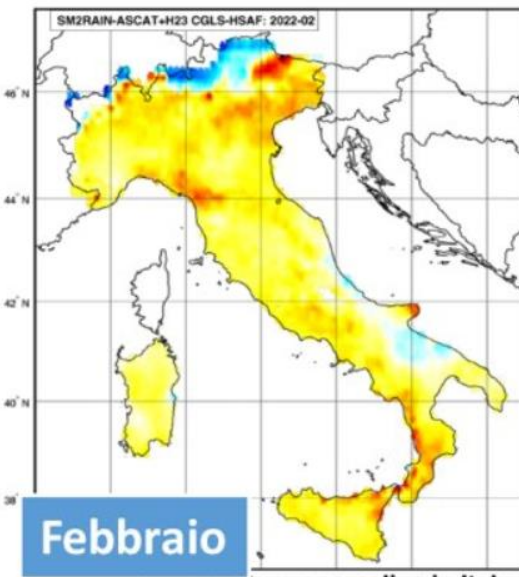 SM2RAIN-ASCAT+H23 CGLS-HSAF: 2022-02
46° N
44° N
42° N
40° N
38°
Febbraio